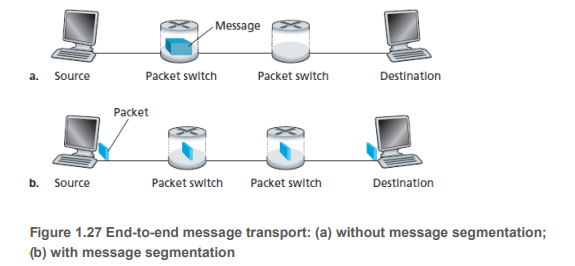 Message
a. Source Packet switch Packet switch Destination
Packet
b. Source Packet switch Packet switch Destination
Figure 1.27 End-to-end message transport: (a) without message segmentation;
(b) with message segmentation